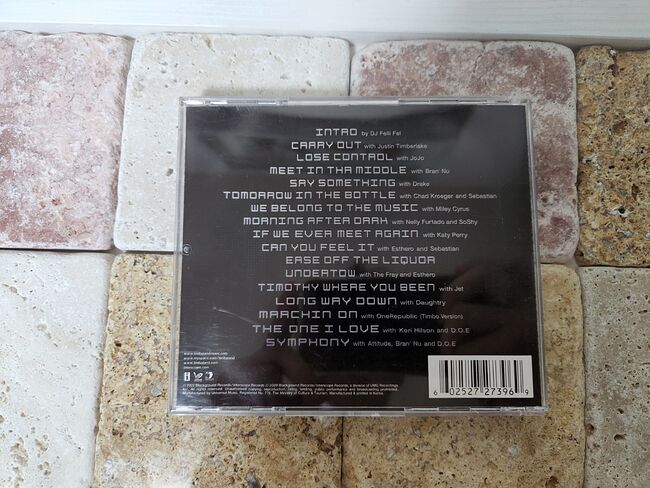 INTRO by DJ Felli Fel
CARRY OUT with Justin Timberlake
LOSE CONTROL with JoJo
MEET IN THA MIDDLE with Bran' Nu
SAY SOMETHING with Drake
TOMORROW IN THE BOTTLE with Chad Kroeger and Sebastian
WE BELONG TO THE MUSIC with Miley Cyrus
MORNING AFTER DARK with Nelly Furtado and SoShy
IF WE EVER MEET AGAIN with Katy Perry
CAN YOU FEEL IT with Esthero and Sebastian
EASE OFF THE LIQUOR
UNDERTOW with The Fray and Esthero
TIMOTHY WHERE YOU BEEN with Jet
LONG WAY DOWN with Daughtry
MARCHIN ON with OneRepublic (Timbo Version)
THE ONE I LOVE with Keri Hilson and D.O.E
SYMPHONY with Attitude, Bran' Nu and D.O.E
www.timbalandmusic.com
interscope.com
6 02527 27396 9